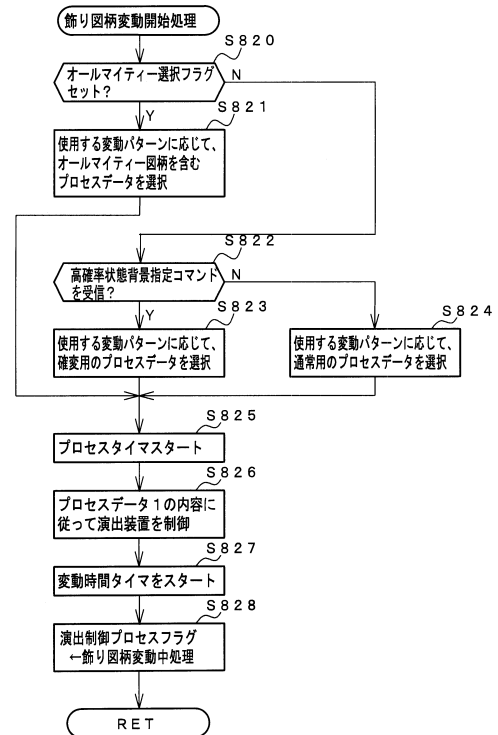 飾り図柄変動開始処理
S820
オールマイティー選択フラグ
セット?
N
Y
S821
使用する変動パターンに応じて、
オールマイティー図柄を含む
プロセスデータを選択
S822
高確率状態背景指定コマンド
を受信?
N
Y
S823
使用する変動パターンに応じて、
確変用のプロセスデータを選択
S824
使用する変動パターンに応じて、
通常用のプロセスデータを選択
S825
プロセスタイマスタート
S826
プロセスデータ1の内容に
従って演出装置を制御
S827
変動時間タイマをスタート
S828
演出制御プロセスフラグ
←飾り図柄変動中処理
RET